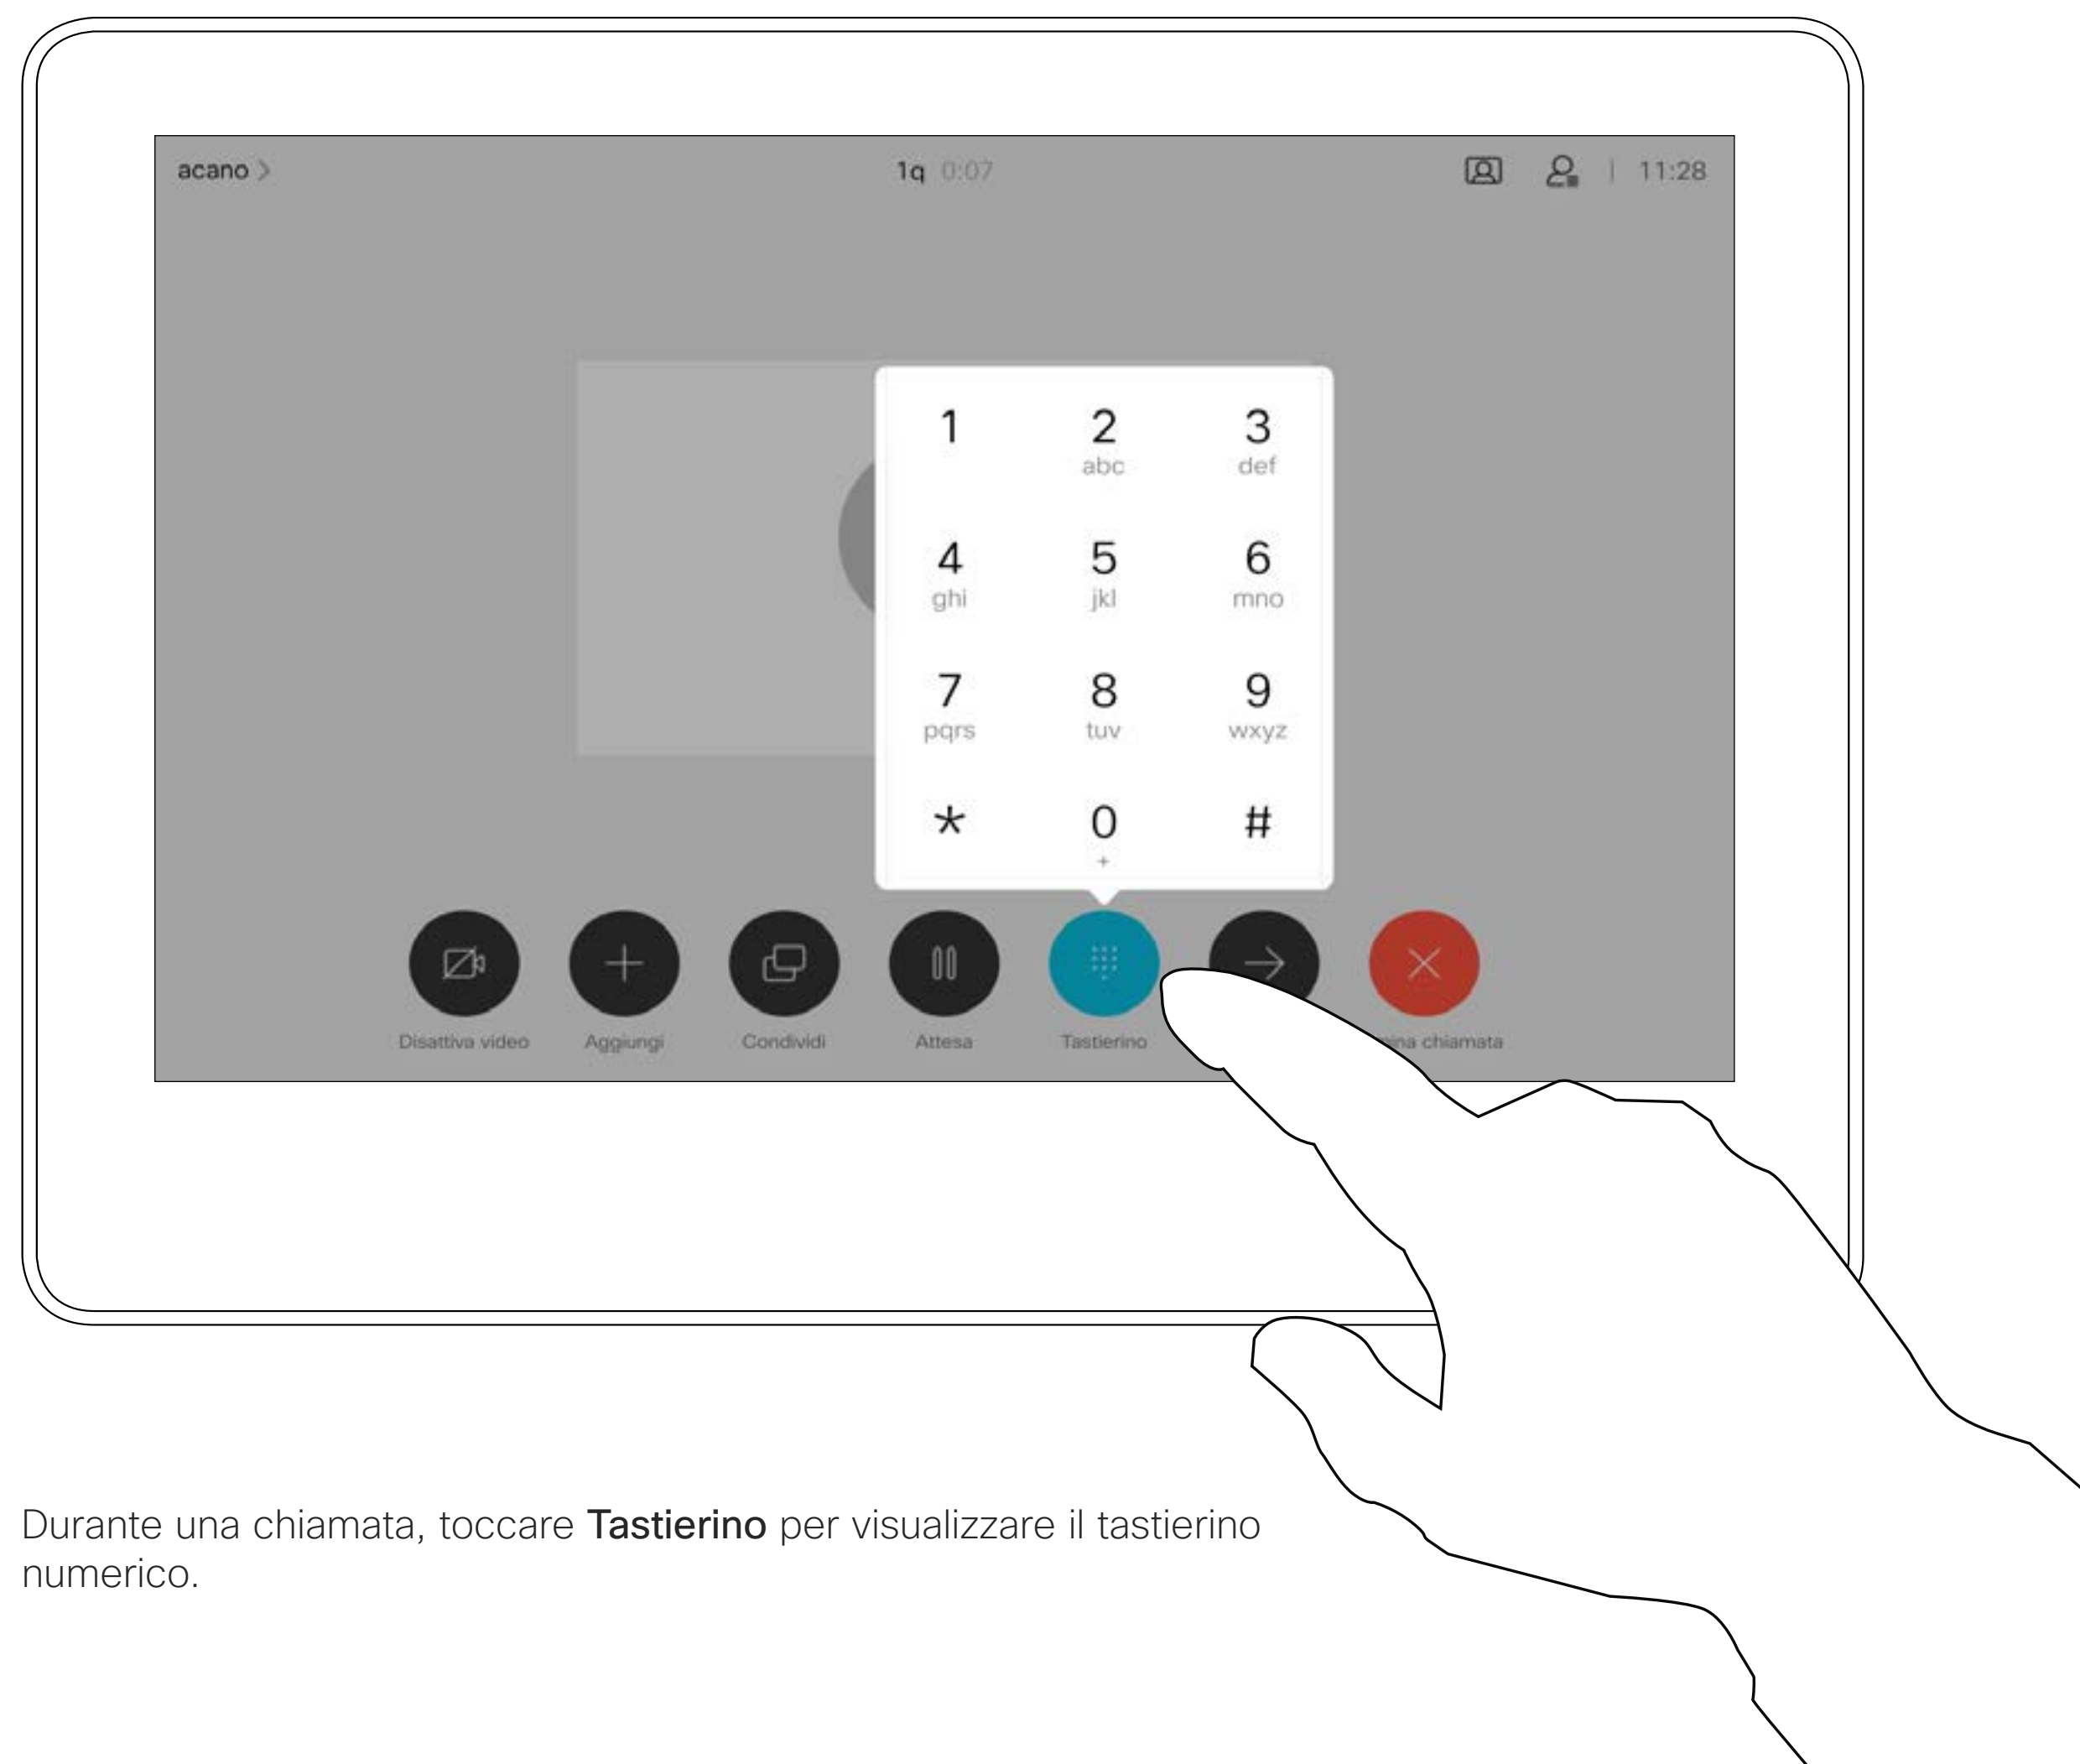 acano
1q 0:07
11:28
1
2
3
abc
def
4
5
6
ghi
jkl
mno
7
8
9
pqrs
tuv
wxyz
*
0
#
+
Disattiva video
Aggiungi
Condividi
Attesa
Tastierino
chiamata
Durante una chiamata, toccare Tastierino per visualizzare il tastierino
numerico.